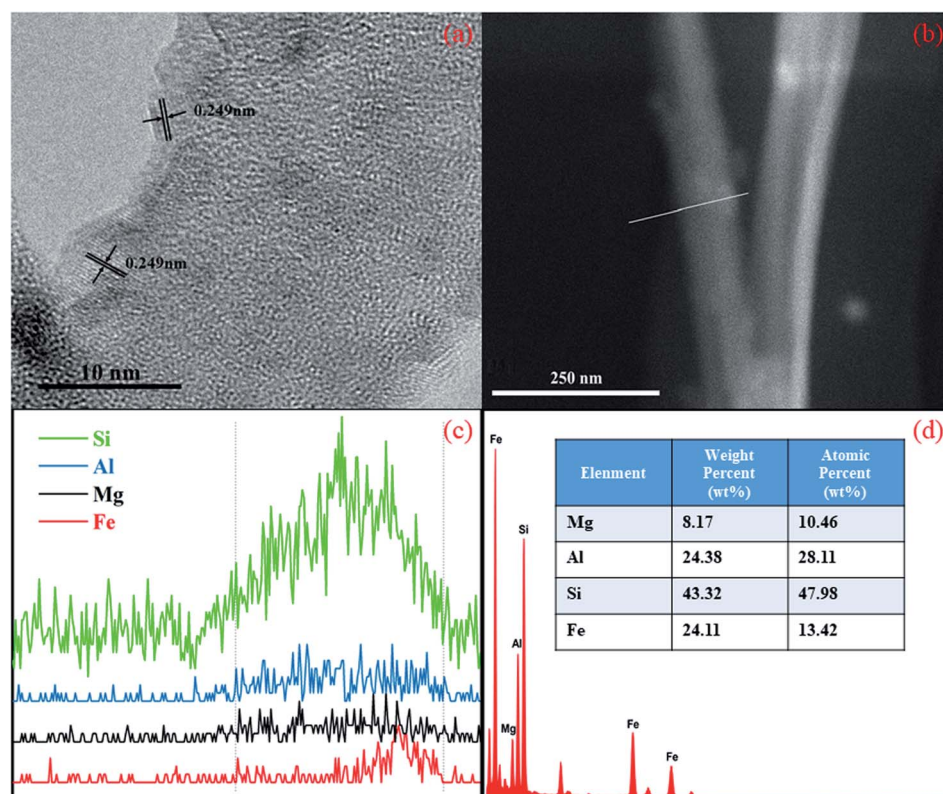 (a)
0.249nm
0.249nm
10 nm
(b)
250 nm
(c)
Si
Al
Mg
Fe
(d)
Fe
Si
Al
Mg
Fe
Fe
Elenment Weight Percent (wt%) Atomic Percent (wt%)
Mg 8.17 10.46
Al 24.38 28.11
Si 43.32 47.98
Fe 24.11 13.42